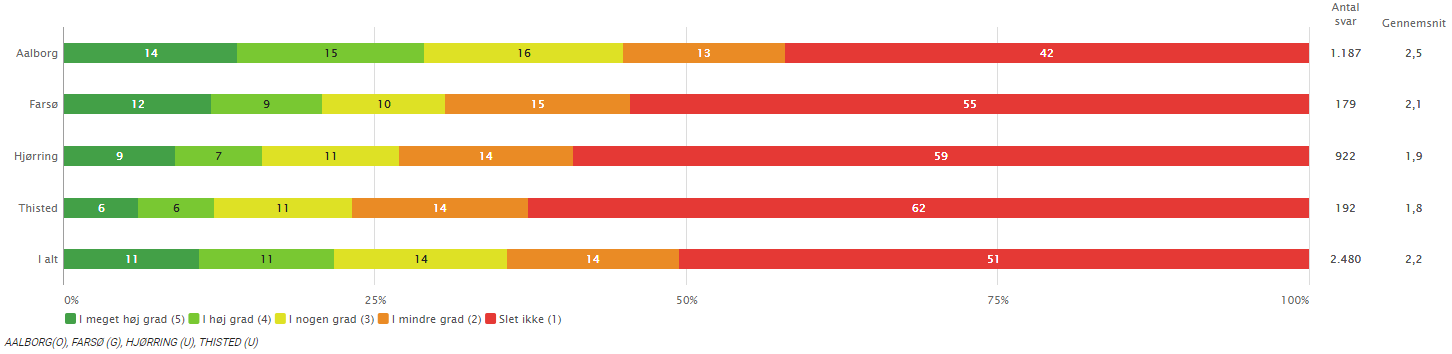 Antal
svar
Gennemsnit
Aalborg 14 15 16 13 42 1.187 2,5
Farsø 12 9 10 15 55 179 2,1
Hjørring 9 7 11 14 59 922 1,9
Thisted 6 6 11 14 62 192 1,8
I alt 11 11 14 14 51 2.480 2,2
0% 25% 50% 75% 100%
I meget høj grad (5) I høj grad (4) I nogen grad (3) I mindre grad (2) Slet ikke (1)
AALBORG(O), FARSØ (G), HJØRRING (U), THISTED (U)